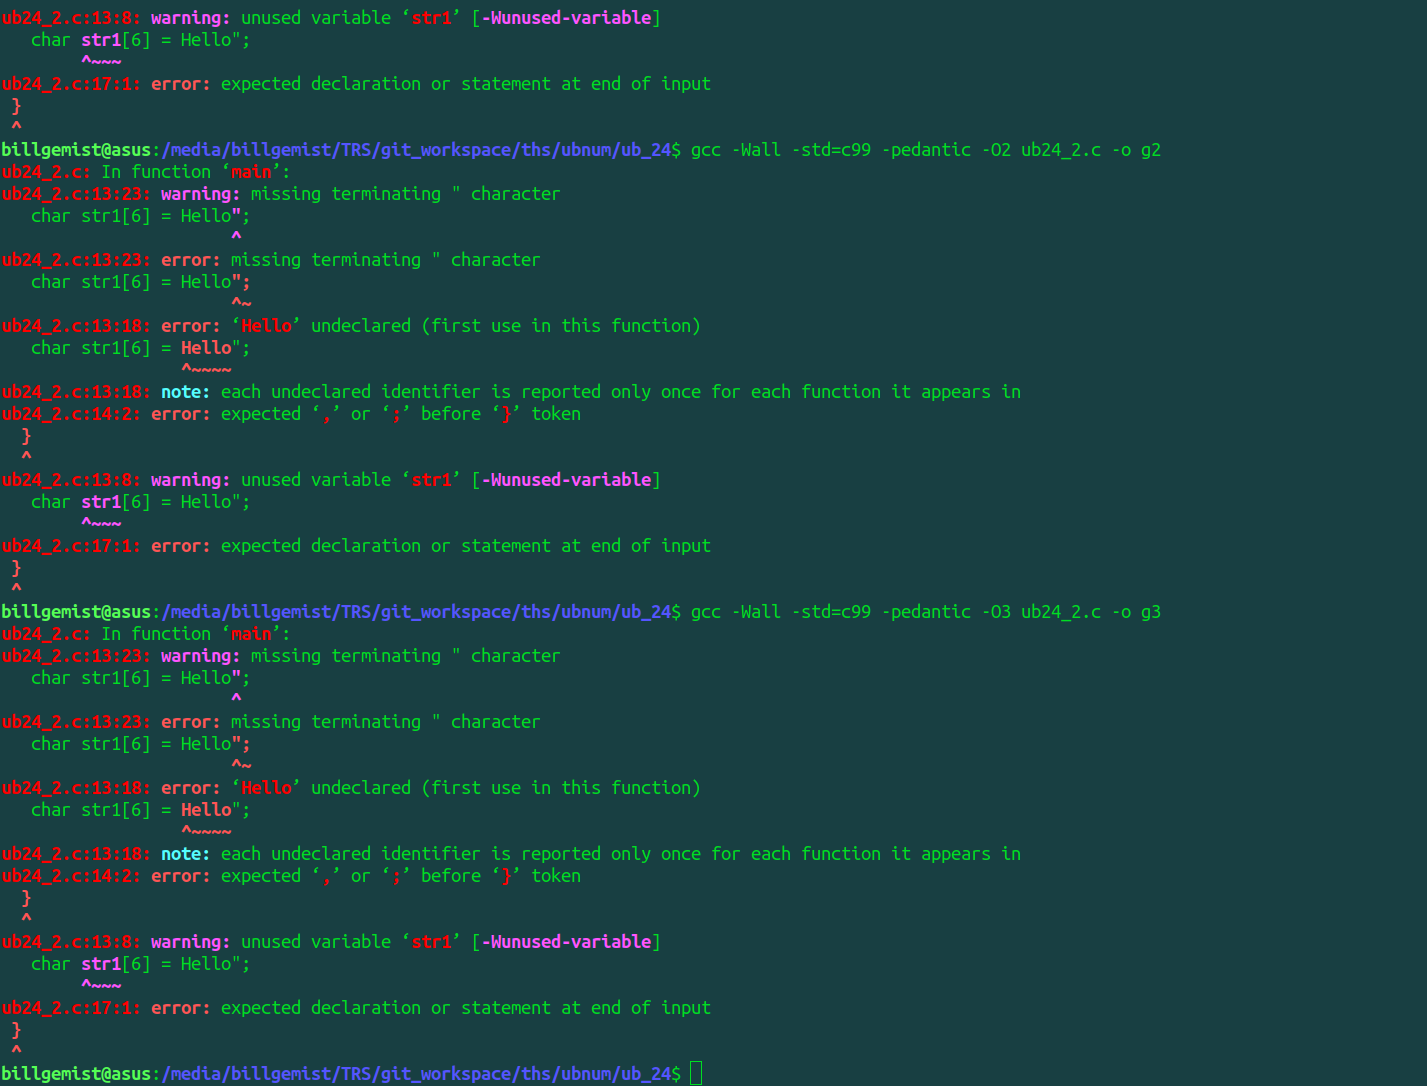 ub24_2.c:13:8: warning: unused variable ‘str1’ [-Wunused-variable]
   char str1[6] = Hello";
        ^~~~
ub24_2.c:17:1: error: expected declaration or statement at end of input
 }
 ^
billgemist@asus:/media/billgemist/TRS/git_workspace/ths/ubnum/ub_24$ gcc -Wall -std=c99 -pedantic -O2 ub24_2.c -o g2
ub24_2.c: In function ‘main’:
ub24_2.c:13:23: warning: missing terminating " character
   char str1[6] = Hello";
                       ^
ub24_2.c:13:23: error: missing terminating " character
   char str1[6] = Hello";
                       ^~
ub24_2.c:13:18: error: ‘Hello’ undeclared (first use in this function)
   char str1[6] = Hello";
                  ^~~~~
ub24_2.c:13:18: note: each undeclared identifier is reported only once for each function it appears in
ub24_2.c:14:2: error: expected ‘,’ or ‘;’ before ‘}’ token
  }
  ^
ub24_2.c:13:8: warning: unused variable ‘str1’ [-Wunused-variable]
   char str1[6] = Hello";
        ^~~~
ub24_2.c:17:1: error: expected declaration or statement at end of input
 }
 ^
billgemist@asus:/media/billgemist/TRS/git_workspace/ths/ubnum/ub_24$ gcc -Wall -std=c99 -pedantic -O3 ub24_2.c -o g3
ub24_2.c: In function ‘main’:
ub24_2.c:13:23: warning: missing terminating " character
   char str1[6] = Hello";
                       ^
ub24_2.c:13:23: error: missing terminating " character
   char str1[6] = Hello";
                       ^~
ub24_2.c:13:18: error: ‘Hello’ undeclared (first use in this function)
   char str1[6] = Hello";
                  ^~~~~
ub24_2.c:13:18: note: each undeclared identifier is reported only once for each function it appears in
ub24_2.c:14:2: error: expected ‘,’ or ‘;’ before ‘}’ token
  }
  ^
ub24_2.c:13:8: warning: unused variable ‘str1’ [-Wunused-variable]
   char str1[6] = Hello";
        ^~~~
ub24_2.c:17:1: error: expected declaration or statement at end of input
 }
 ^
billgemist@asus:/media/billgemist/TRS/git_workspace/ths/ubnum/ub_24$